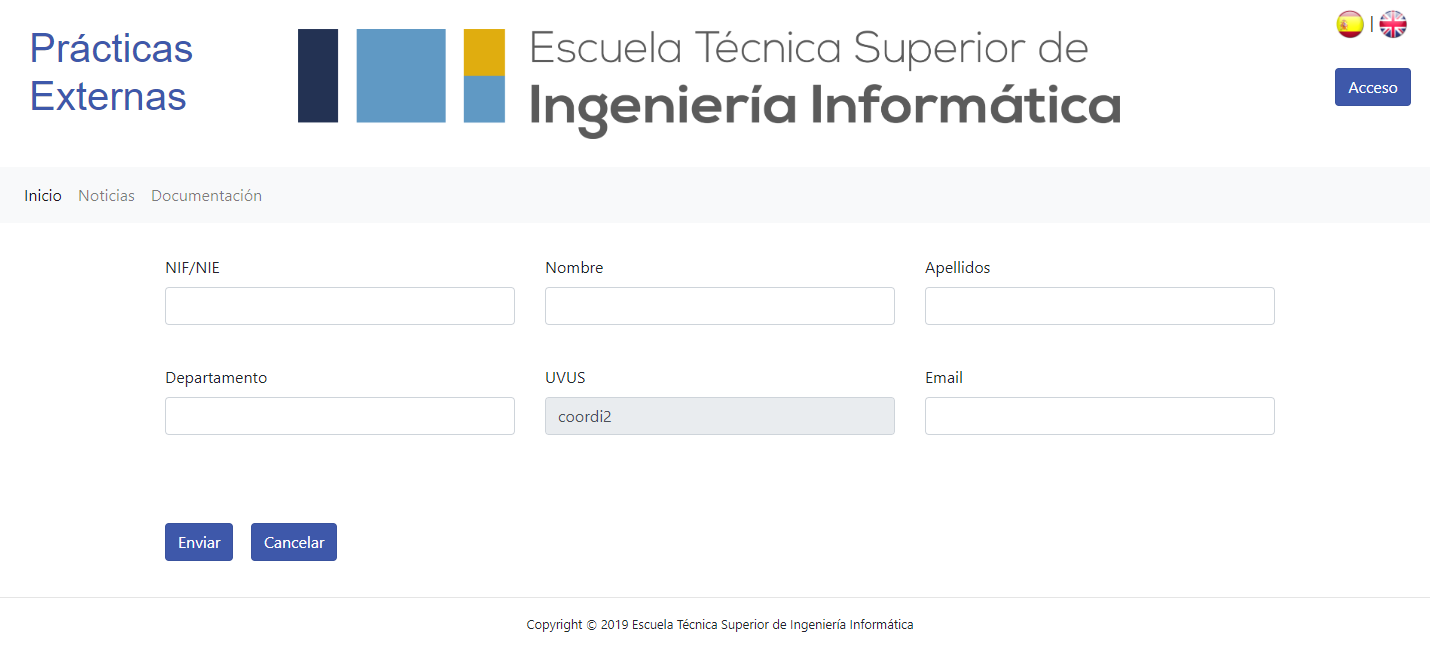 Prácticas
Externas
Escuela Técnica Superior de
Ingeniería Informática
|
Acceso
Inicio Noticias Documentación
NIF/NIE Nombre Apellidos
Departamento UVUS Email
coordi2
Enviar Cancelar
Copyright © 2019 Escuela Técnica Superior de Ingeniería Informática